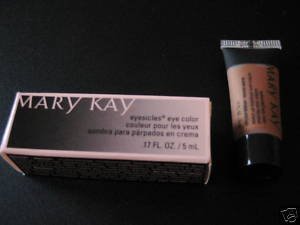 MARY KAY
eyesicles® eye color
couleur pour les yeux
sombra para párpados en crema
.17 FL. OZ. / 5 mL
MARY KAY